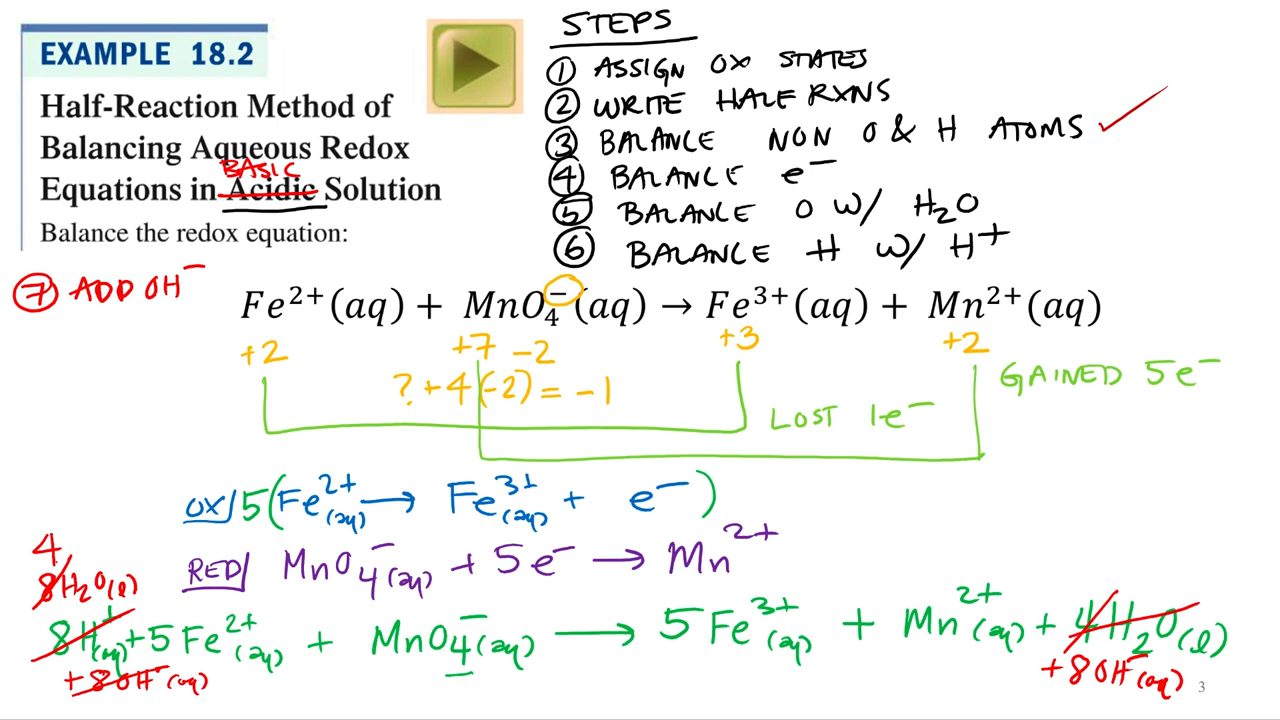 STEPS
EXAMPLE 18.2
① ASSIGN OX STATES
② WRITE HALF RXNS
Half-Reaction Method of
③ BALANCE NON O & H ATOMS ✓
Balancing Aqueous Redox
BASIC
④ BALANCE e⁻
Equations in Acidic Solution
⑤ BALANCE O W/ H₂O
Balance the redox equation:
⑥ BALANCE H W/ H⁺
⑦ ADD OH⁻
Fe²⁺(aq) + MnO₄⁻(aq) → Fe³⁺(aq) + Mn²⁺(aq)
+2 +7 -2 +3 +2
? + 4(-2) = -1
GAINED 5e⁻
LOST 1e⁻
OX/ 5(Fe²⁺(aq) → Fe³⁺(aq) + e⁻)
RED/ MnO₄⁻(aq) + 5e⁻ → Mn²⁺
4
8H₂O(l)
8H⁺(aq) + 5Fe²⁺(aq) + MnO₄⁻(aq) → 5Fe³⁺(aq) + Mn²⁺(aq) + 4H₂O(l)
+8OH⁻(aq) +8OH⁻(aq)
3